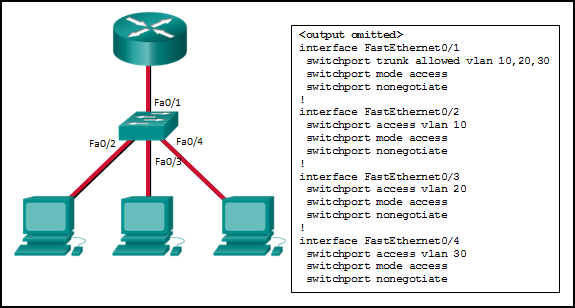 Fa0/1
Fa0/2
Fa0/4
Fa0/3
<output omitted>
interface FastEthernet0/1
switchport trunk allowed vlan 10,20,30
switchport mode access
switchport nonegotiate
!
interface FastEthernet0/2
switchport access vlan 10
switchport mode access
switchport nonegotiate
!
interface FastEthernet0/3
switchport access vlan 20
switchport mode access
switchport nonegotiate
!
interface FastEthernet0/4
switchport access vlan 30
switchport mode access
switchport nonegotiate